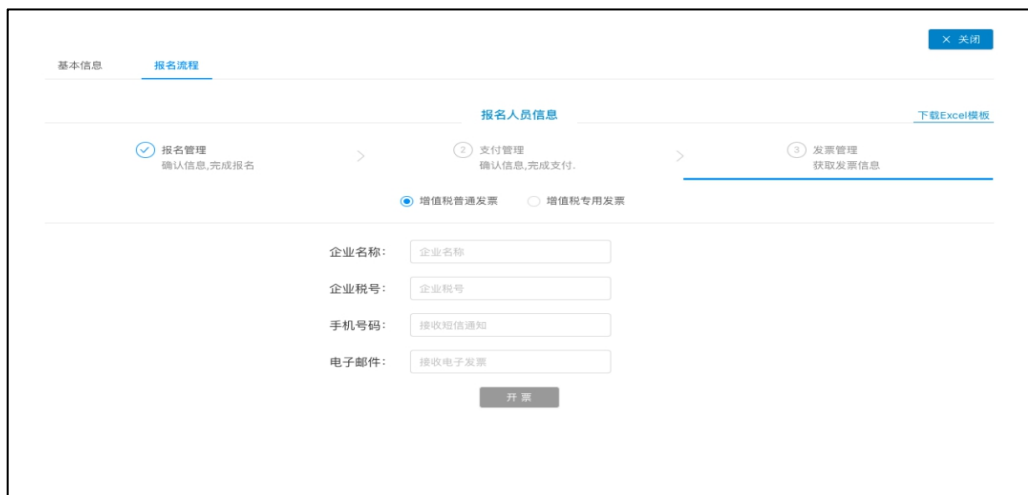 × 关闭
基本信息 报名流程
报名人员信息
下载Excel模板
报名管理
确认信息,完成报名
2 支付管理
确认信息,完成支付.
3 发票管理
获取发票信息
增值税普通发票 增值税专用发票
企业名称: 企业名称
企业税号: 企业税号
手机号码: 接收短信通知
电子邮件: 接收电子发票
开 票